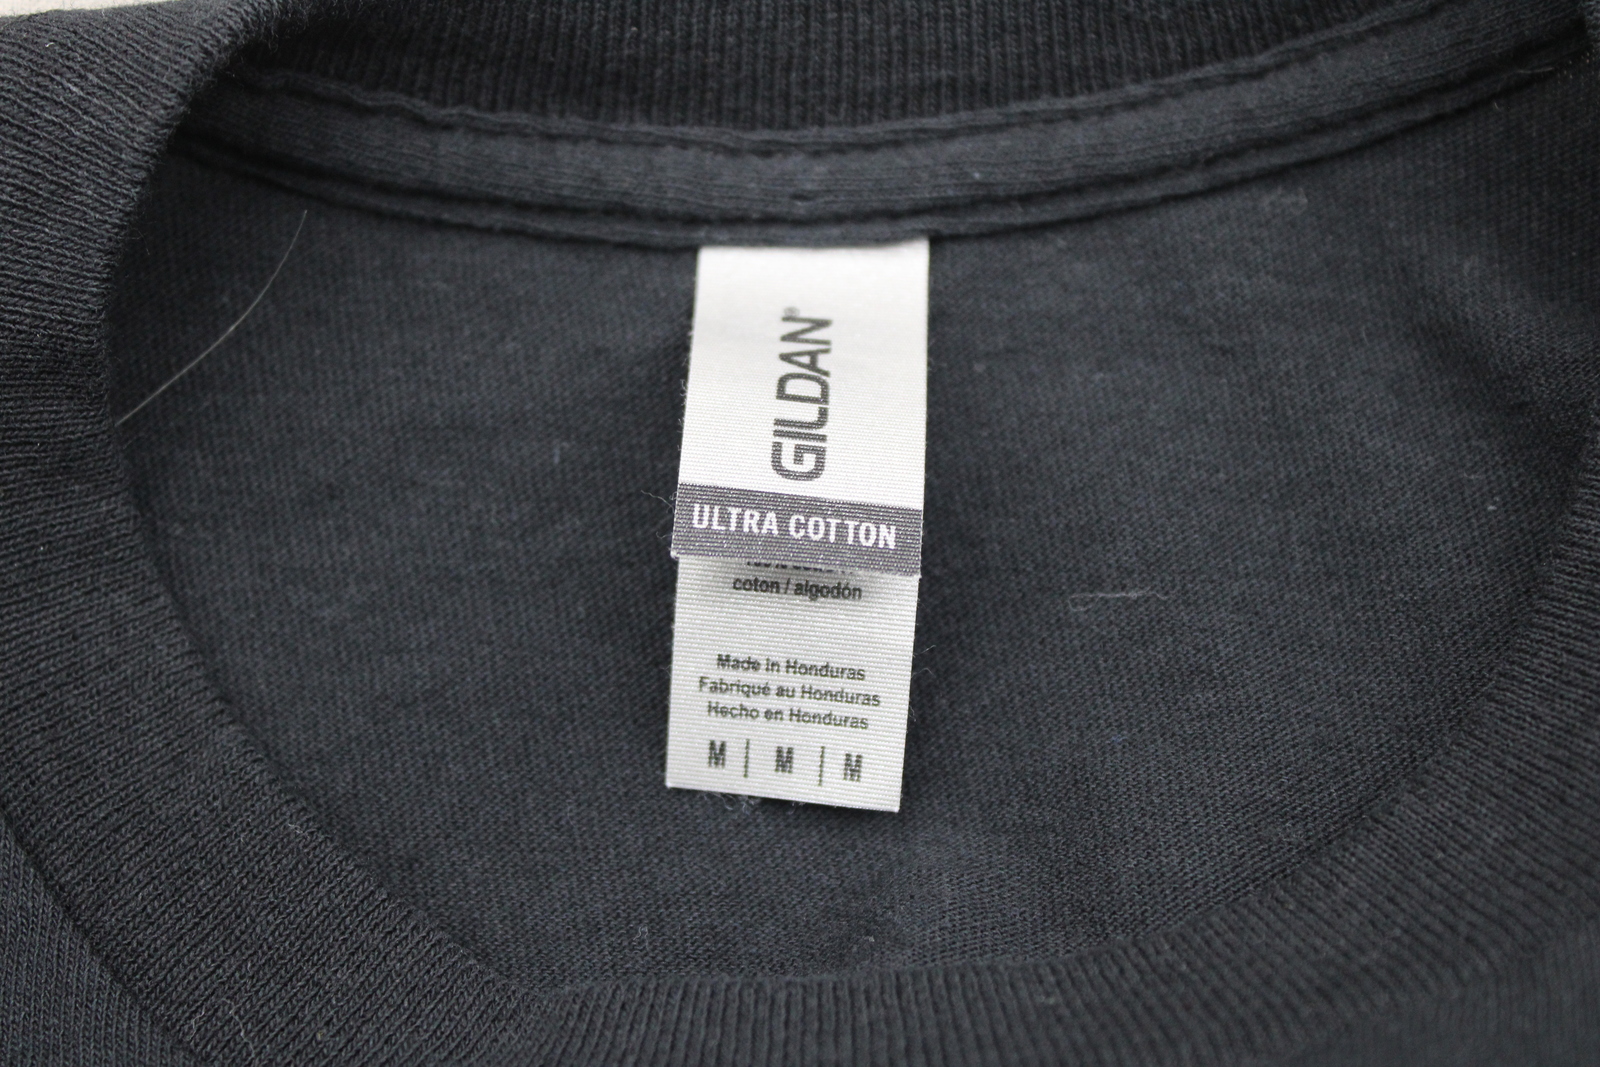 GILDAN®
ULTRA COTTON
coton / algodón
Made in Honduras
Fabriqué au Honduras
Hecho en Honduras
M | M | M